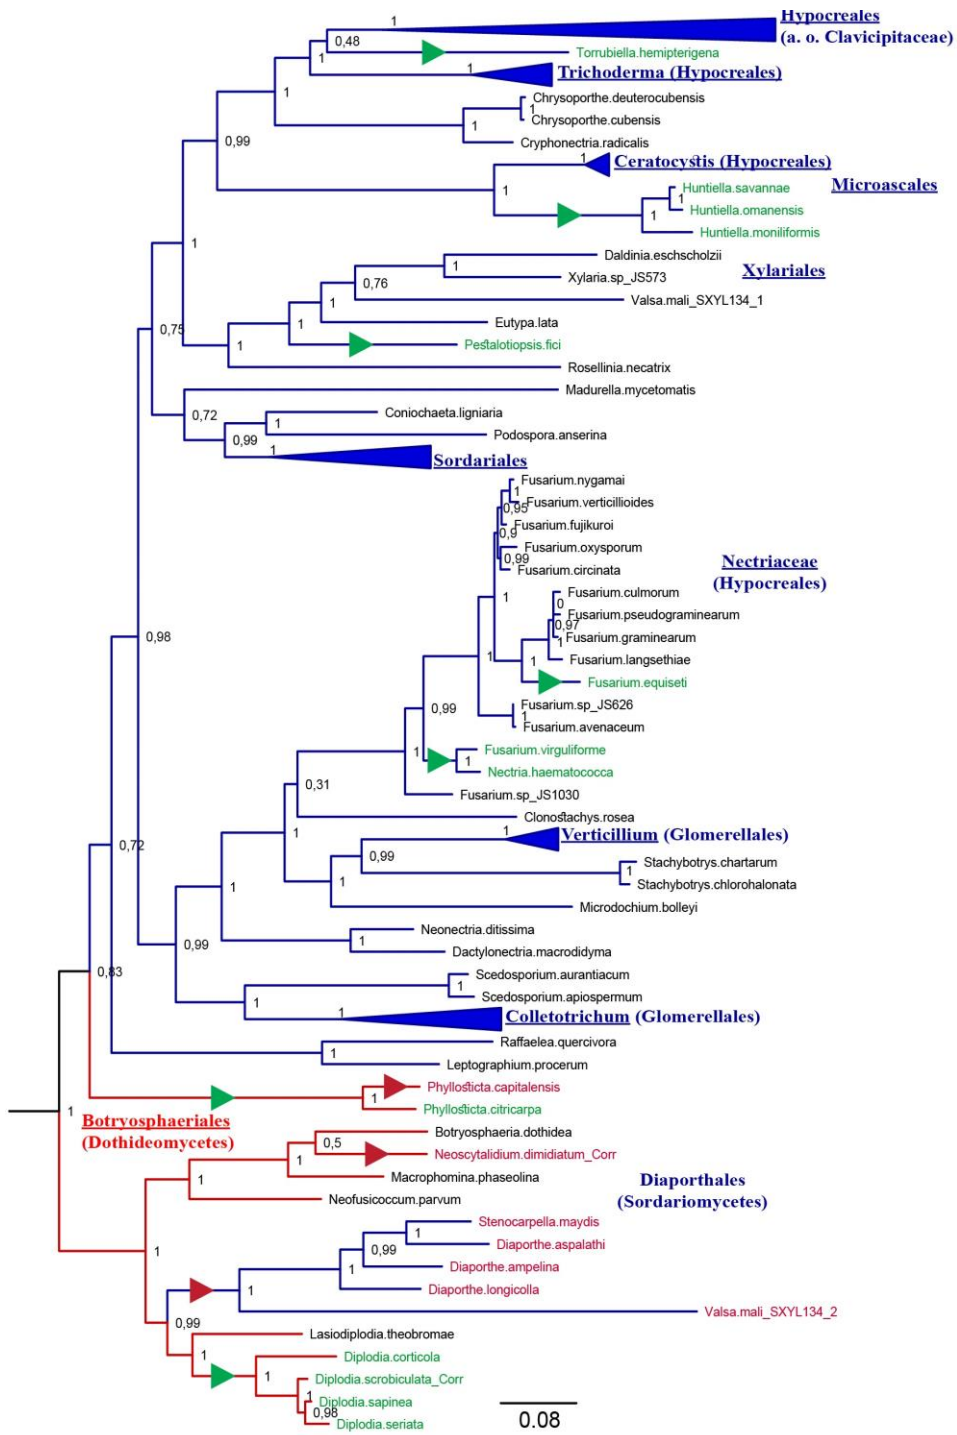 1
Hypocreales
(a. o. Clavicipitaceae)
0,48
Torrubiella.hemipterigena
1
1
Trichoderma (Hypocreales)
1
Chrysoporthe.deuterocubensis
1
Chrysoporthe.cubensis
1
Cryphonectria.radicalis
0,99
1
Ceratocystis (Hypocreales)
Microascales
1
Huntiella.savannae
1
Huntiella.omanensis
1
Huntiella.moniliformis
1
Daldinia.eschscholzii
1
Xylariales
Xylaria.sp_JS573
0,76
Valsa.mali_SXYL134_1
1
Eutypa.lata
1
0,75
Pestalotiopsis.fici
1
Rosellinia.necatrix
Madurella.mycetomatis
0,72
Coniochaeta.ligniaria
1
Podospora.anserina
0,99
1
Sordariales
Fusarium.nygamai
1
Fusarium.verticillioides
0,95
Fusarium.fujikuroi
0,9
Fusarium.oxysporum
0,99
Fusarium.circinata
Nectriaceae
(Hypocreales)
1
Fusarium.culmorum
0
Fusarium.pseudograminearum
0,97
Fusarium.graminearum
1
0,98
1
Fusarium.langsethiae
1
Fusarium.equiseti
Fusarium.sp_JS626
0,99
1
Fusarium.avenaceum
Fusarium.virguliforme
1
1
Nectria.haematococca
0,31
Fusarium.sp_JS1030
Clonostachys.rosea
1
1
Verticillium (Glomerellales)
0,72
0,99
Stachybotrys.chartarum
1
Stachybotrys.chlorohalonata
1
1
Microdochium.bolleyi
Neonectria.ditissima
0,99
1
Dactylonectria.macrodidyma
0,83
Scedosporium.aurantiacum
1
Scedosporium.apiospermum
1
1
Colletotrichum (Glomerellales)
Raffaelea.quercivora
1
Leptographium.procerum
Phyllosticta.capitalensis
1
Phyllosticta.citricarpa
1
Botryosphaeriales
(Dothideomycetes)
Botryosphaeria.dothidea
0,5
Neoscytalidium.dimidiatum_Corr
1
Macrophomina.phaseolina
1
Neofusicoccum.parvum
Diaporthales
(Sordariomycetes)
Stenocarpella.maydis
1
Diaporthe.aspalathi
0,99
1
Diaporthe.ampelina
1
Diaporthe.longicolla
1
Valsa.mali_SXYL134_2
0,99
Lasiodiplodia.theobromae
1
Diplodia.corticola
1
Diplodia.scrobiculata_Corr
1
Diplodia.sapinea
0,98
Diplodia.seriata
0.08